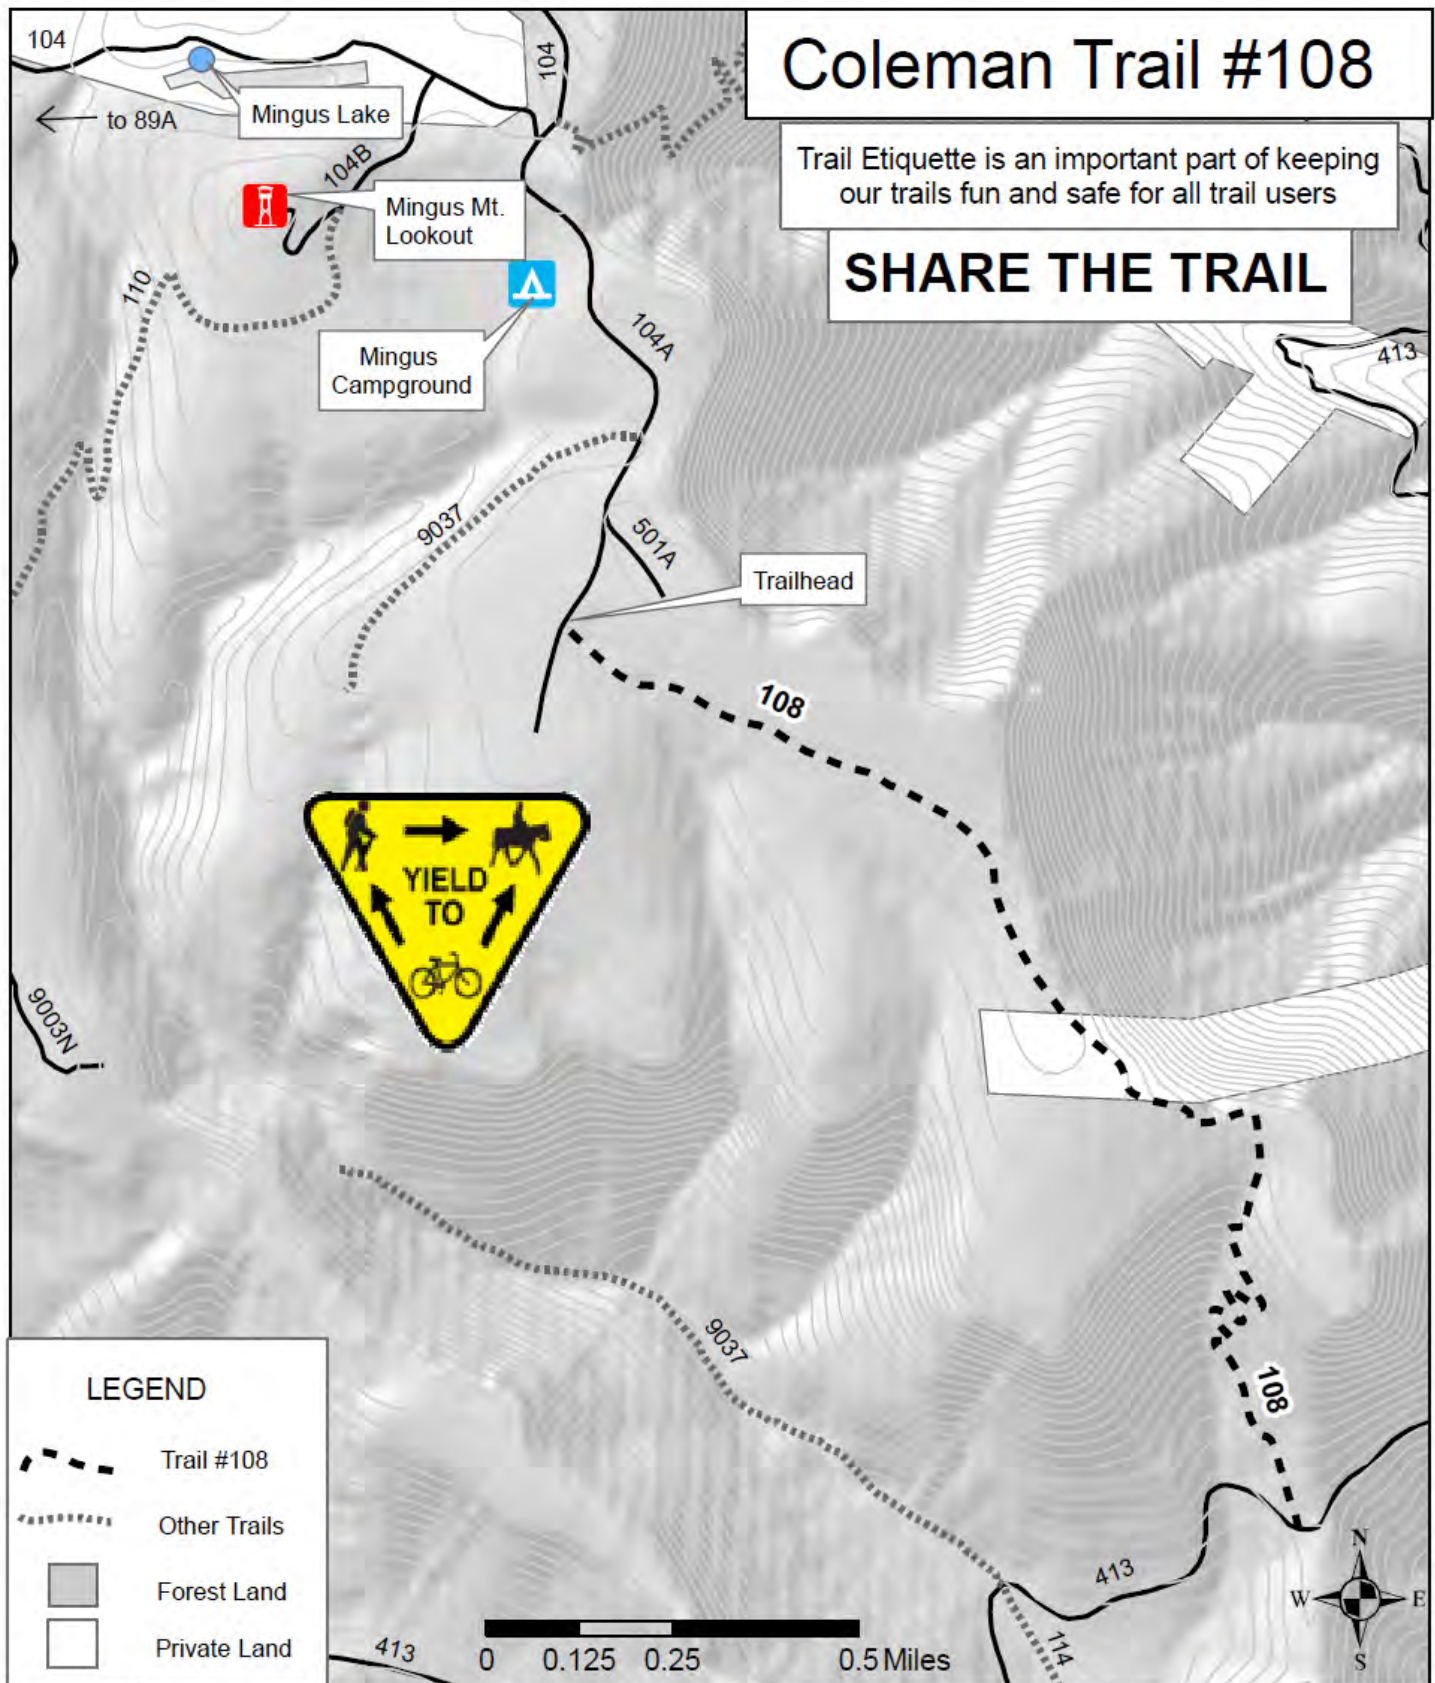 Coleman Trail #108
Trail Etiquette is an important part of keeping
our trails fun and safe for all trail users
SHARE THE TRAIL
104
104
to 89A
Mingus Lake
104B
Mingus Mt.
Lookout
110
Mingus
Campground
104A
413
9037
501A
Trailhead
108
YIELD
TO
9003N
9037
108
413
114
413
LEGEND
Trail #108
Other Trails
Forest Land
Private Land
0 0.125 0.25 0.5 Miles
N
W E
S